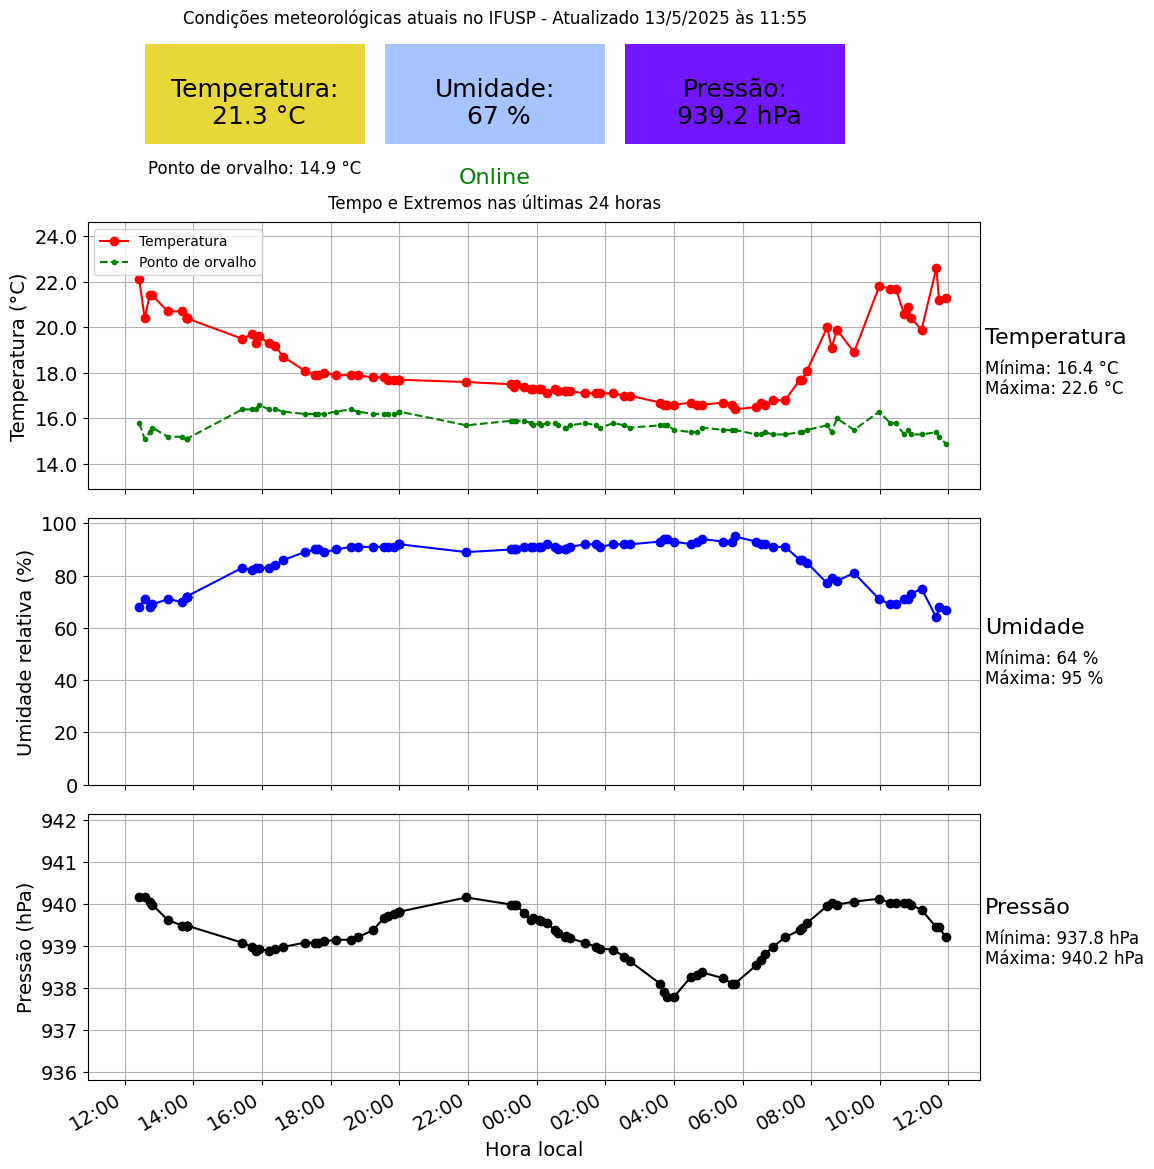 Condições meteorológicas atuais no IFUSP - Atualizado 13/5/2025 às 11:55
Temperatura:
21.3 °C
Umidade:
67 %
Pressão:
939.2 hPa
Ponto de orvalho: 14.9 °C
Online
Tempo e Extremos nas últimas 24 horas
Temperatura
Ponto de orvalho
Temperatura (°C)
24.0
22.0
20.0
18.0
16.0
14.0
Temperatura
Mínima: 16.4 °C
Máxima: 22.6 °C
Umidade relativa (%)
100
80
60
40
20
0
Umidade
Mínima: 64 %
Máxima: 95 %
Pressão (hPa)
942
941
940
939
938
937
936
Pressão
Mínima: 937.8 hPa
Máxima: 940.2 hPa
12:00 14:00 16:00 18:00 20:00 22:00 00:00 02:00 04:00 06:00 08:00 10:00 12:00
Hora local